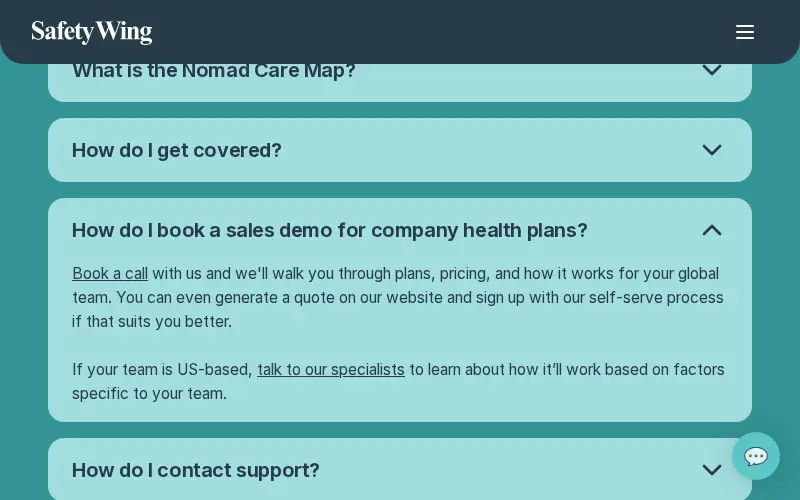 SafetyWing
What is the Nomad Care Map?
How do I get covered?
How do I book a sales demo for company health plans?
Book a call with us and we'll walk you through plans, pricing, and how it works for your global
team. You can even generate a quote on our website and sign up with our self-serve process
if that suits you better.
If your team is US-based, talk to our specialists to learn about how it’ll work based on factors
specific to your team.
How do I contact support?